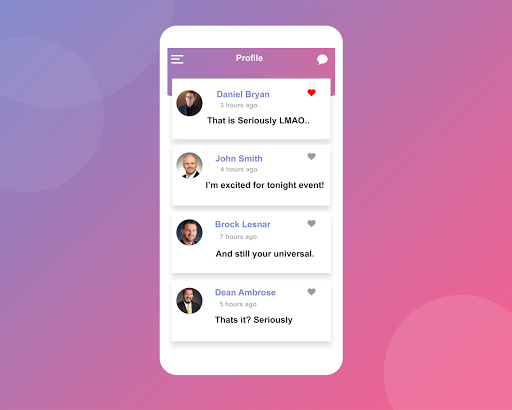 Profile
Daniel Bryan
3 hours ago
That is Seriously LMAO..
John Smith
4 hours ago
I'm excited for tonight event!
Brock Lesnar
7 hours ago
And still your universal.
Dean Ambrose
5 hours ago
Thats it? Seriously